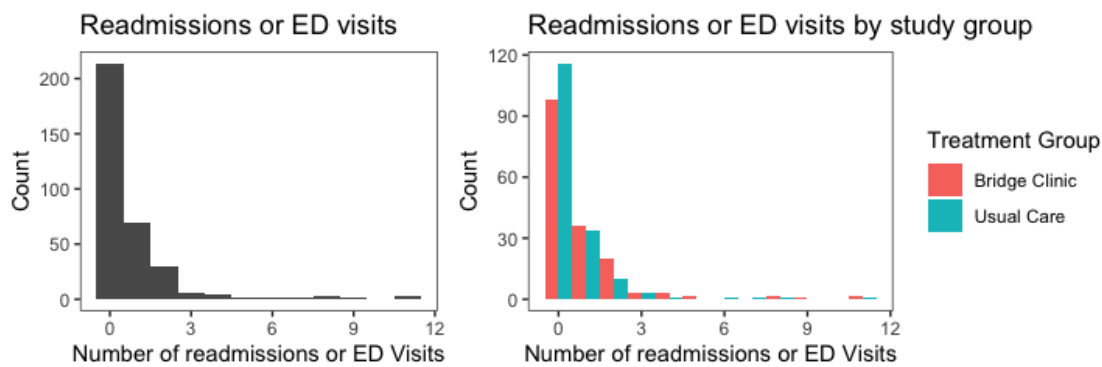 Readmissions or ED visits
200
150
100
50
0
Count
0 3 6 9 12
Number of readmissions or ED Visits
Readmissions or ED visits by study group
120
90
60
30
0
Count
0 3 6 9 12
Number of readmissions or ED Visits
Treatment Group
Bridge Clinic
Usual Care